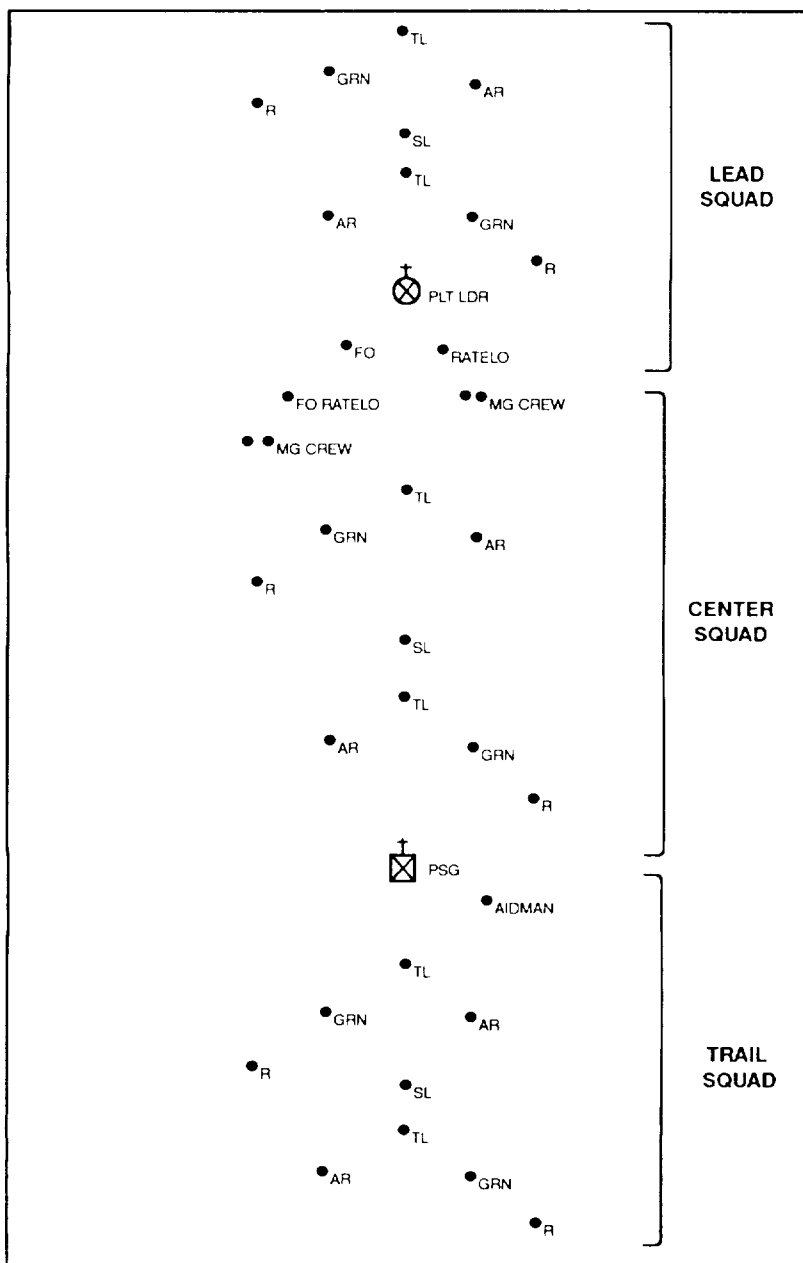 TL
GRN
AR
R
SL
TL
AR
GRN
R
PLT LDR
FO
RATELO
LEAD
SQUAD
FO RATELO
MG CREW
MG CREW
TL
GRN
AR
R
SL
TL
AR
GRN
R
CENTER
SQUAD
PSG
AIDMAN
TL
GRN
AR
R
SL
TL
AR
GRN
R
TRAIL
SQUAD